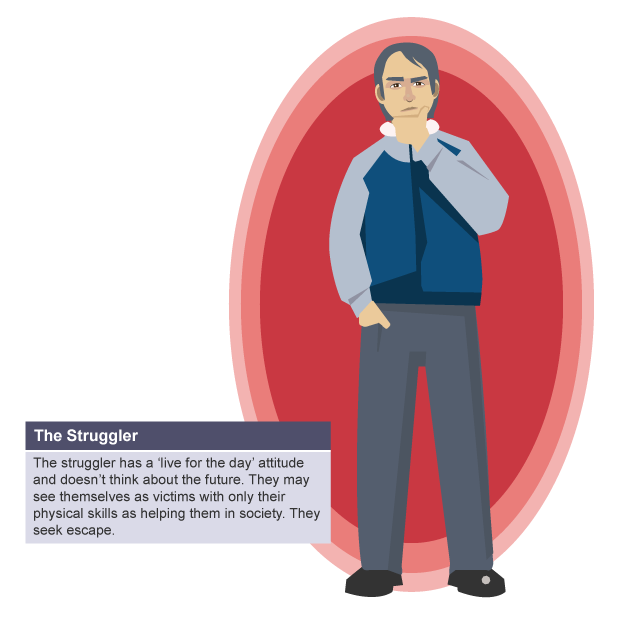 The Struggler
The struggler has a ‘live for the day’ attitude
and doesn’t think about the future. They may
see themselves as victims with only their
physical skills as helping them in society. They
seek escape.